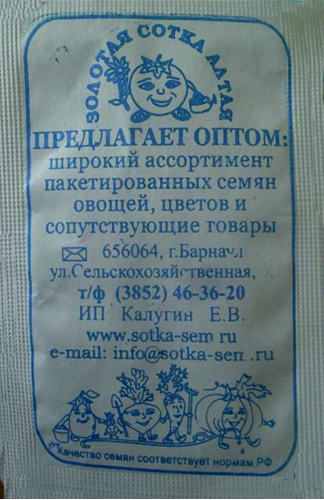 ЗОЛОТАЯ СОТКА АЛТАЯ
ПРЕДЛАГАЕТ ОПТОМ:
широкий ассортимент
пакетированных семян
овощей, цветов и
сопутствующие товары
656064, г.Барнаул
ул.Сельскохозяйственная,
т/ф (3852) 46-36-20
ИП Калугин Е.В.
www.sotka-sem.ru
e-mail: info@sotka-sem.ru
Качество семян соответствует нормам РФ